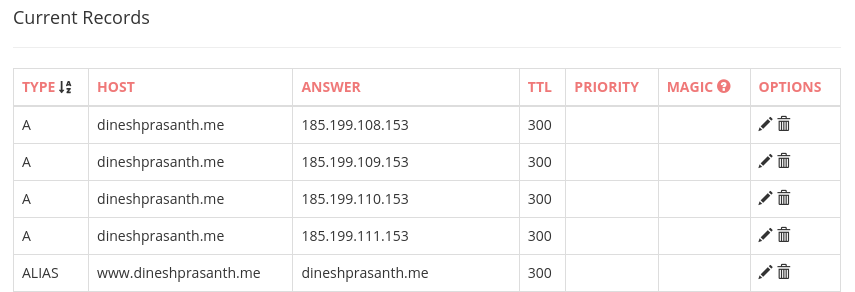 Current Records
TYPE HOST ANSWER TTL PRIORITY MAGIC OPTIONS
A dineshprasanth.me 185.199.108.153 300
A dineshprasanth.me 185.199.109.153 300
A dineshprasanth.me 185.199.110.153 300
A dineshprasanth.me 185.199.111.153 300
ALIAS www.dineshprasanth.me dineshprasanth.me 300